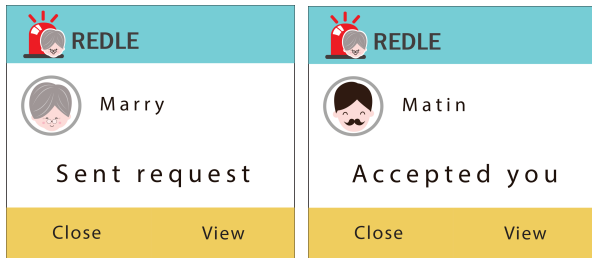 REDLE
Marry
Sent request
Close View
REDLE
Matin
Accepted you
Close View